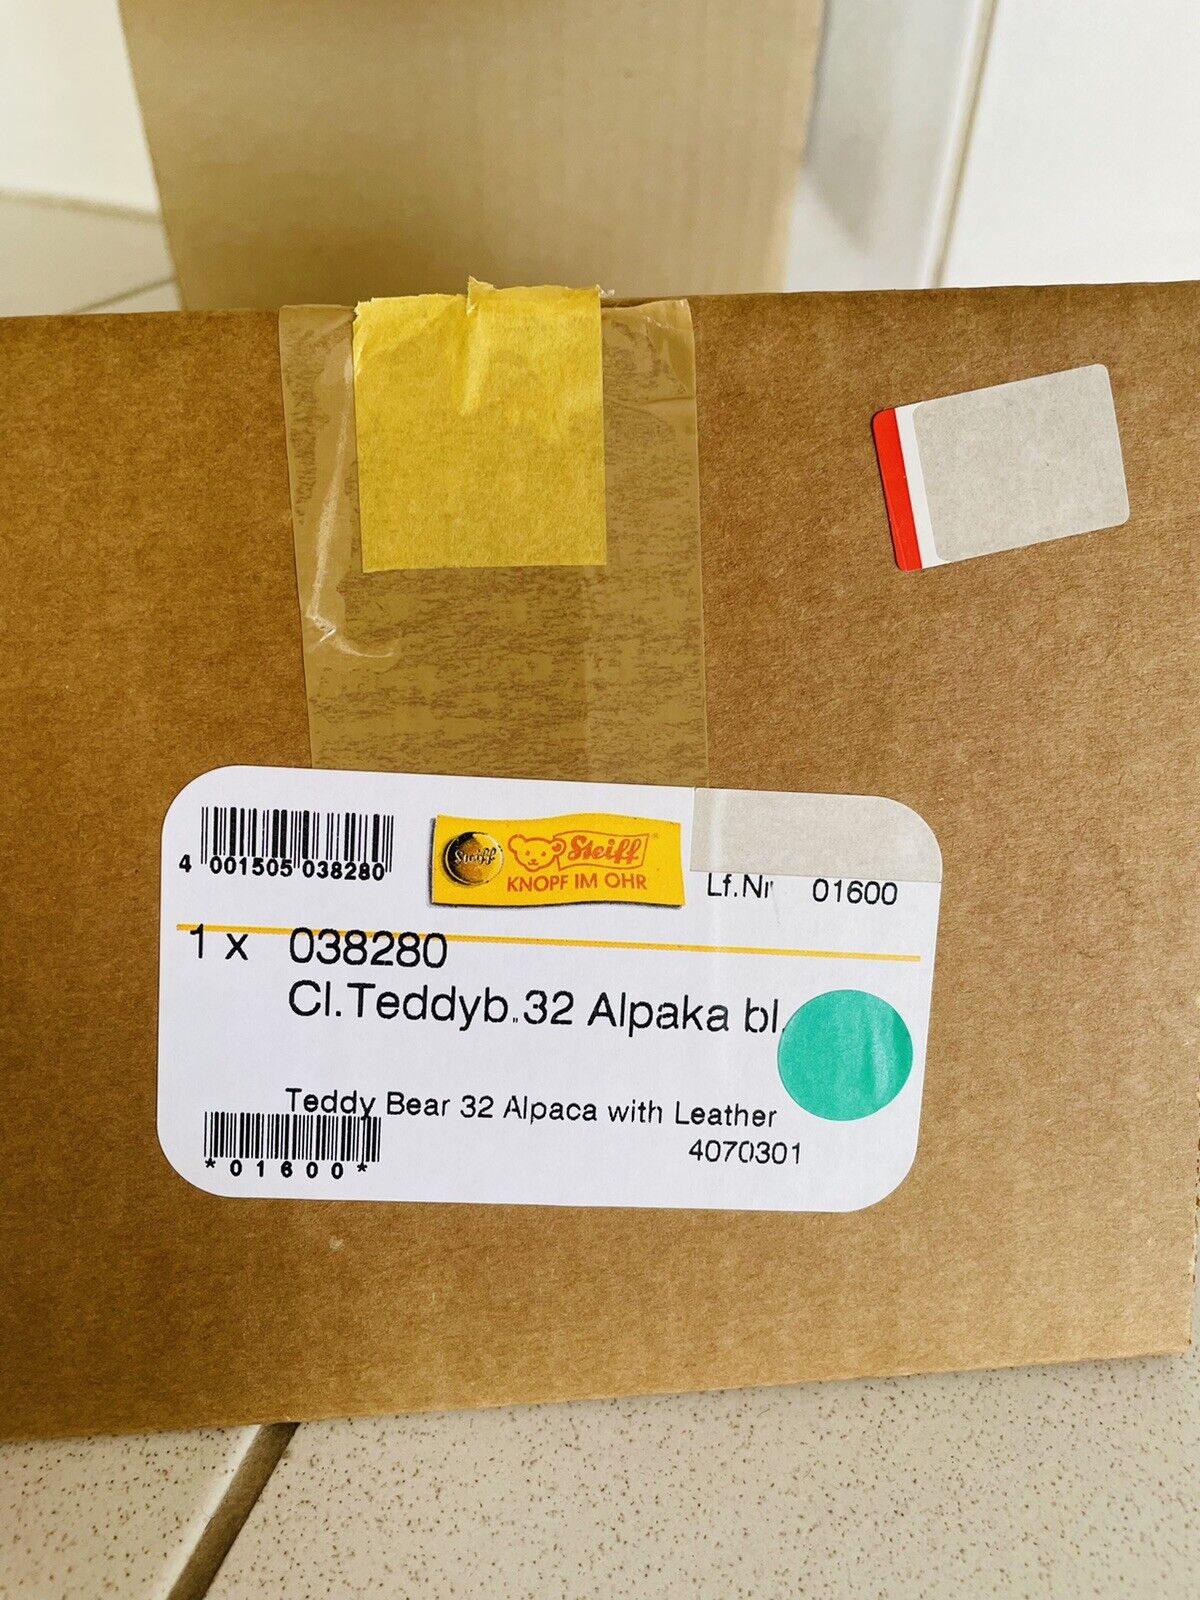 4 001505 038280
Steiff
Steiff
KNOPF IM OHR
Lf.Nr 01600
1 x 038280
Cl.Teddyb.32 Alpaka bl.
Teddy Bear 32 Alpaca with Leather
4070301
*01600*